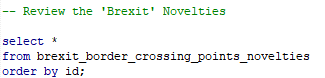 -- Review the 'Brexit' Novelties
select *
from brexit_border_crossing_points_novelties
order by id;